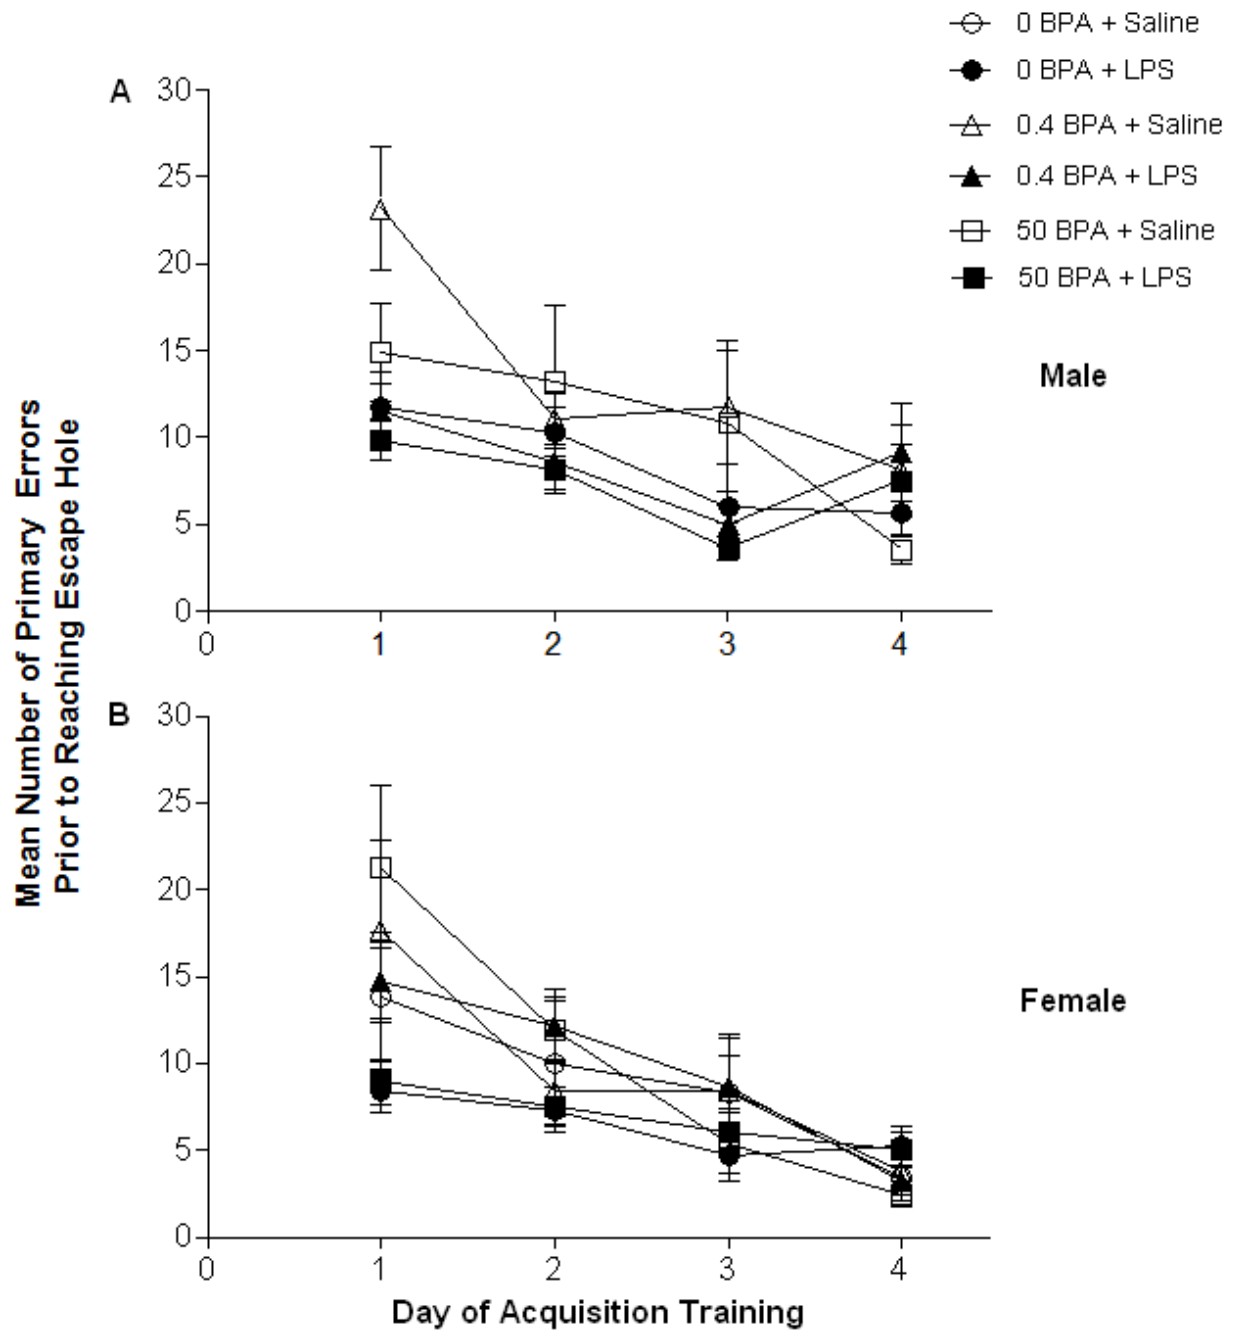 0 BPA + Saline
0 BPA + LPS
0.4 BPA + Saline
0.4 BPA + LPS
50 BPA + Saline
50 BPA + LPS
A
30
25
20
15
10
5
0
0 1 2 3 4
Male
Mean Number of Primary Errors
Prior to Reaching Escape Hole
B
30
25
20
15
10
5
0
0 1 2 3 4
Female
Day of Acquisition Training